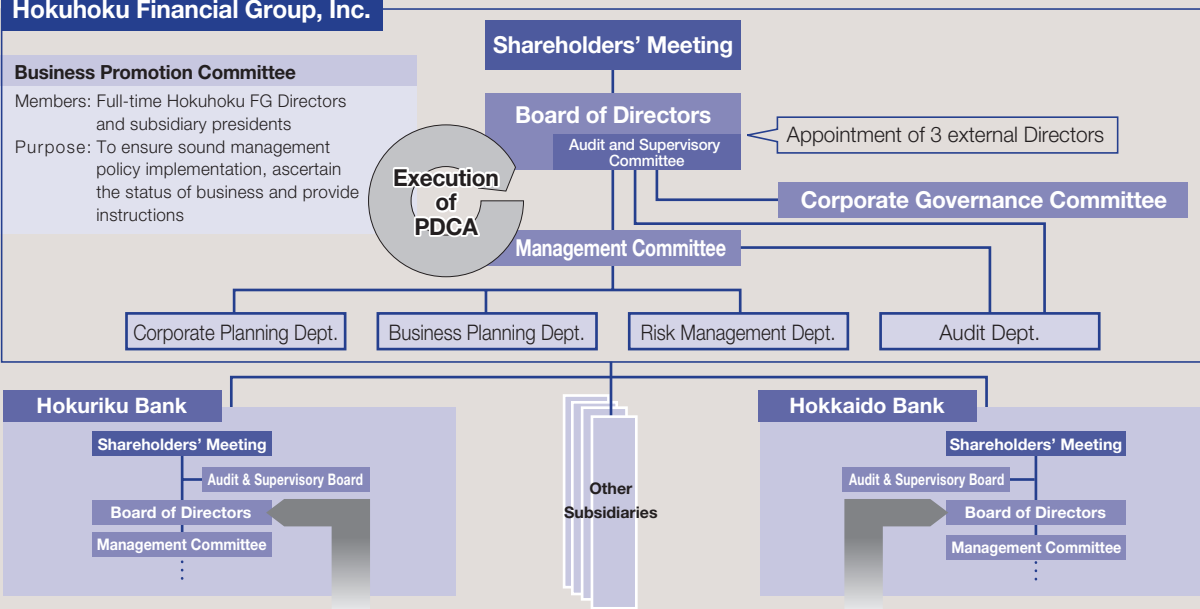 Hokuhoku Financial Group, Inc.
Business Promotion Committee
Members: Full-time Hokuhoku FG Directors
and subsidiary presidents
Purpose: To ensure sound management
policy implementation, ascertain
the status of business and provide
instructions
Shareholders’ Meeting
Board of Directors
Audit and Supervisory
Committee
Appointment of 3 external Directors
Execution
of
PDCA
Corporate Governance Committee
Management Committee
Corporate Planning Dept.
Business Planning Dept.
Risk Management Dept.
Audit Dept.
Hokuriku Bank
Shareholders’ Meeting
Audit & Supervisory Board
Board of Directors
Management Committee
Other
Subsidiaries
Hokkaido Bank
Shareholders’ Meeting
Audit & Supervisory Board
Board of Directors
Management Committee